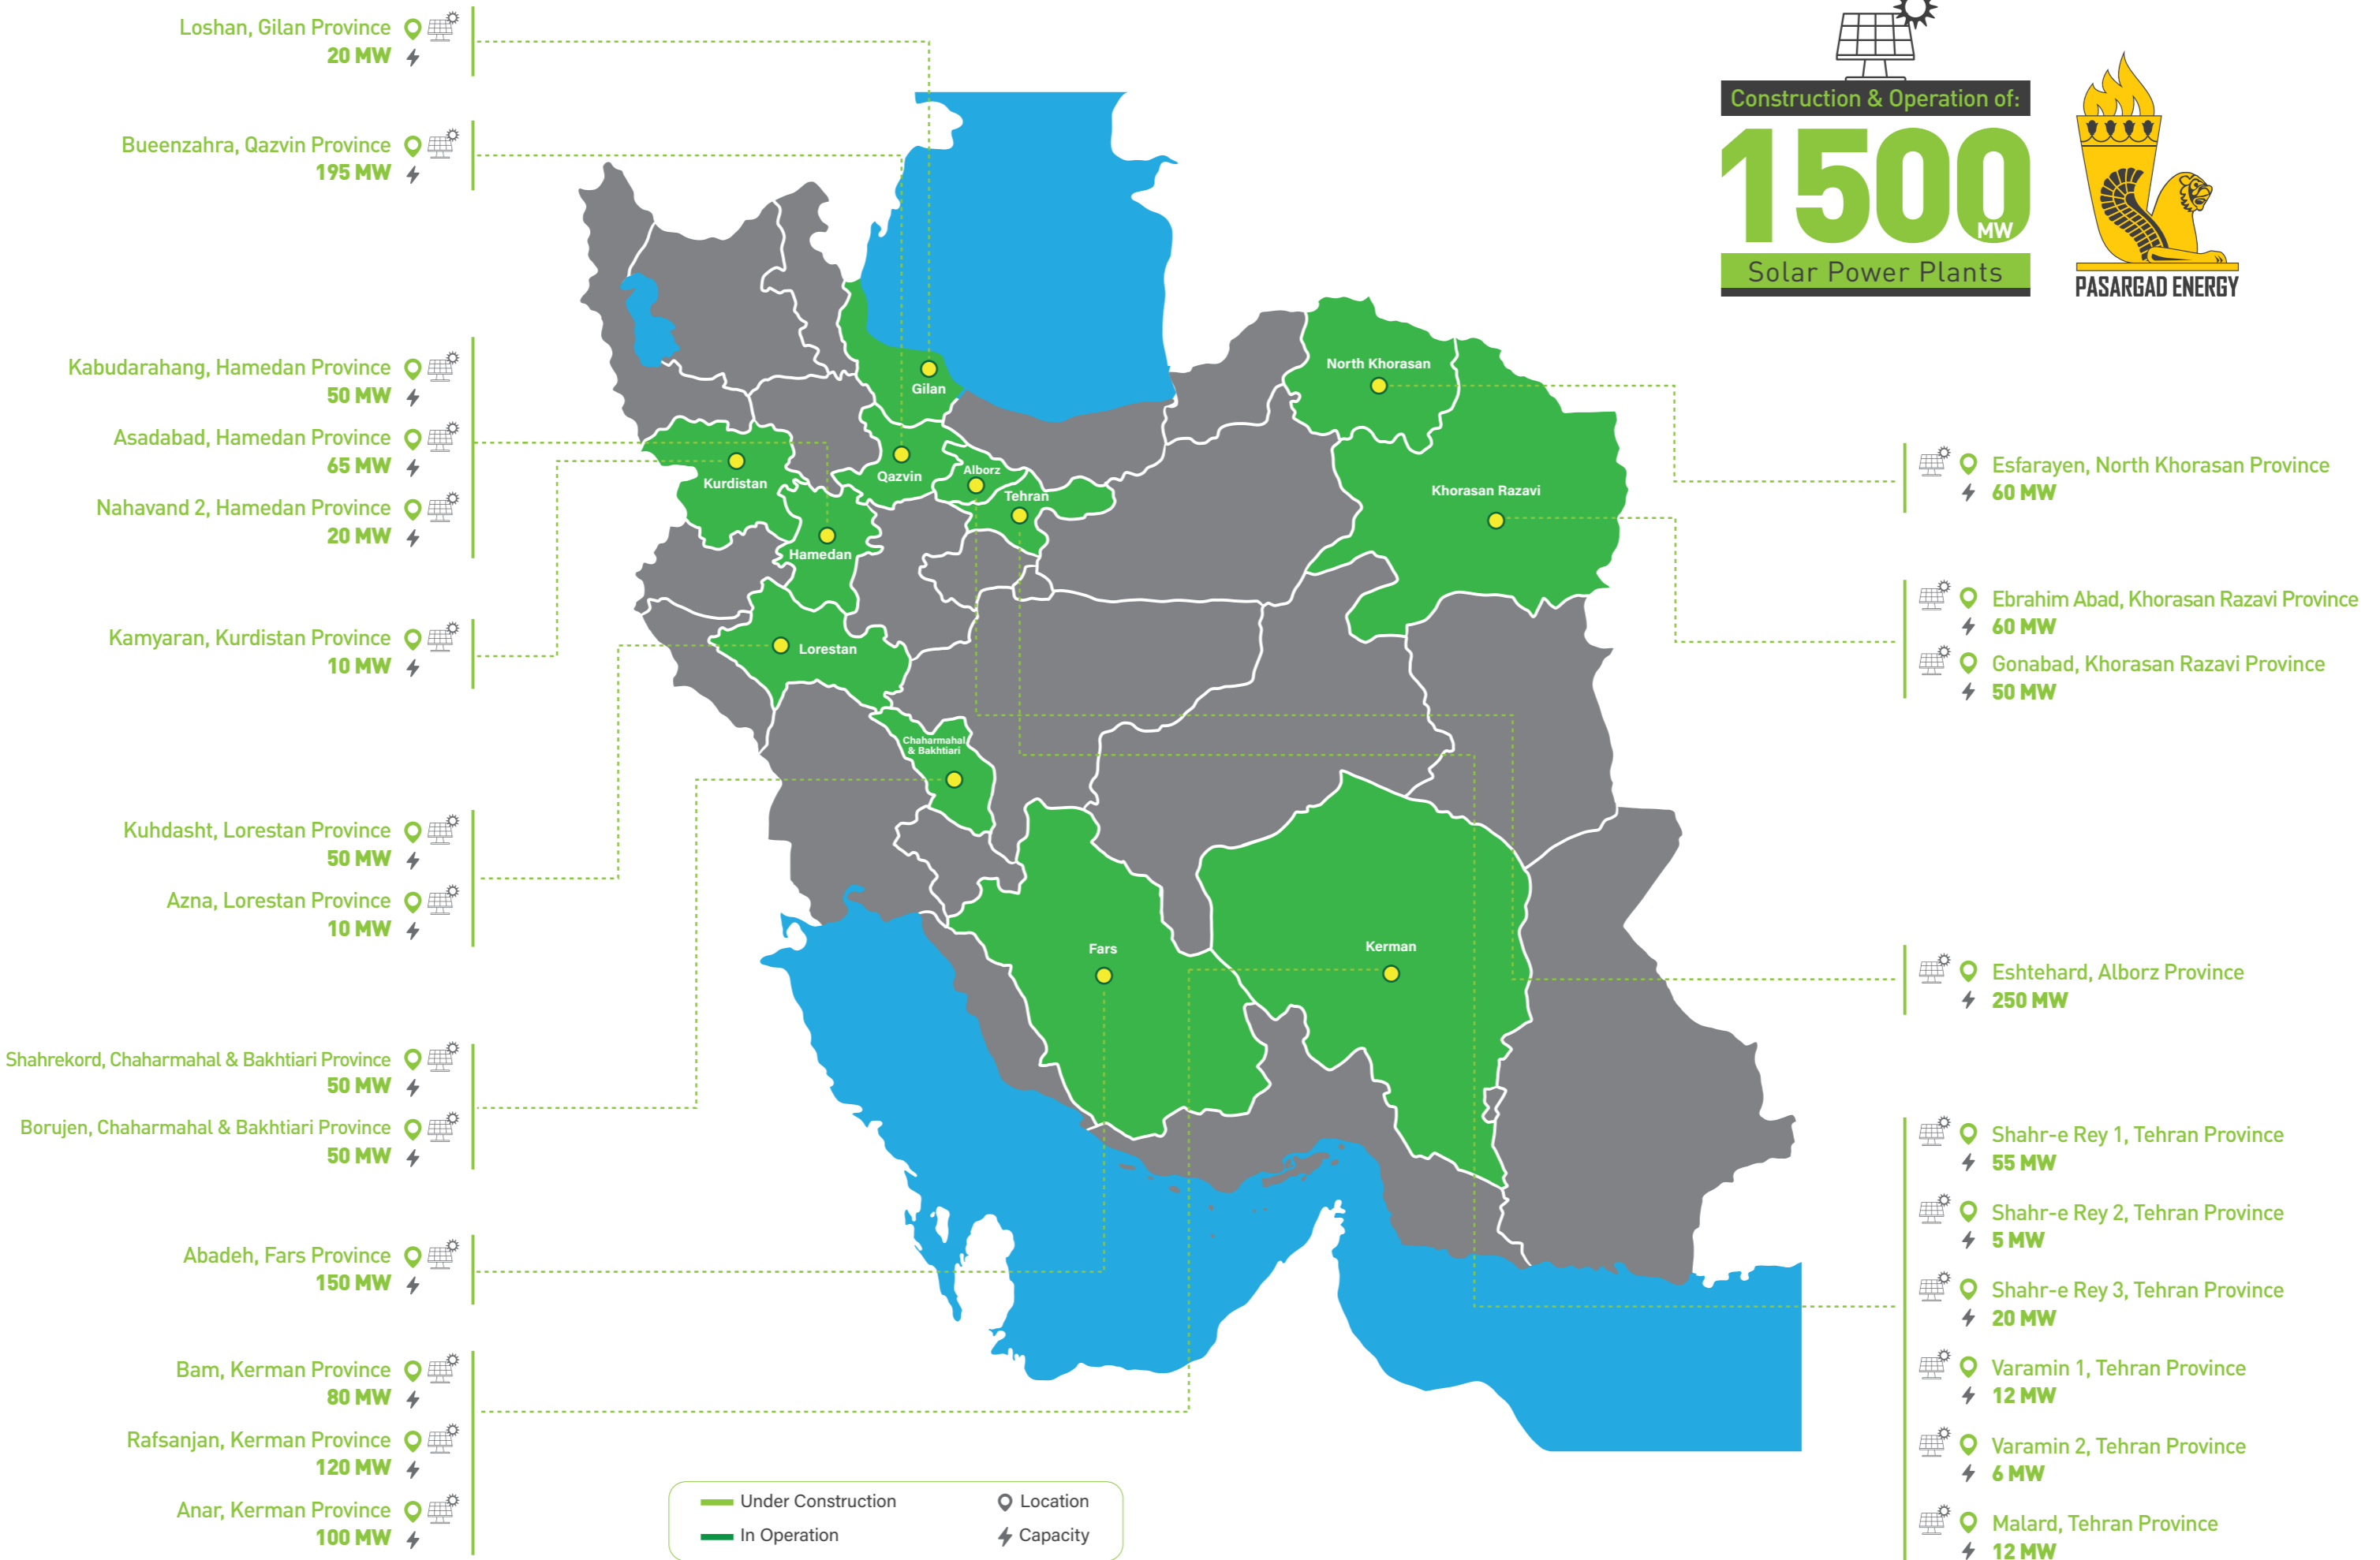 Loshan, Gilan Province
20 MW
Bueenzahra, Qazvin Province
195 MW
Kabudarahang, Hamedan Province
50 MW
Asadabad, Hamedan Province
65 MW
Nahavand 2, Hamedan Province
20 MW
Kamyaran, Kurdistan Province
10 MW
Kuhdasht, Lorestan Province
50 MW
Azna, Lorestan Province
10 MW
Shahrekord, Chaharmahal & Bakhtiari Province
50 MW
Borujen, Chaharmahal & Bakhtiari Province
50 MW
Abadeh, Fars Province
150 MW
Bam, Kerman Province
80 MW
Rafsanjan, Kerman Province
120 MW
Anar, Kerman Province
100 MW
Gilan
Qazvin
Alborz
Tehran
Kurdistan
Hamedan
Lorestan
Chaharmahal
& Bakhtiari
Fars
Kerman
North Khorasan
Khorasan Razavi
Under Construction
In Operation
Location
Capacity
Construction & Operation of:
1500
MW
Solar Power Plants
PASARGAD ENERGY
Esfarayen, North Khorasan Province
60 MW
Ebrahim Abad, Khorasan Razavi Province
60 MW
Gonabad, Khorasan Razavi Province
50 MW
Eshtehard, Alborz Province
250 MW
Shahr-e Rey 1, Tehran Province
55 MW
Shahr-e Rey 2, Tehran Province
5 MW
Shahr-e Rey 3, Tehran Province
20 MW
Varamin 1, Tehran Province
12 MW
Varamin 2, Tehran Province
6 MW
Malard, Tehran Province
12 MW